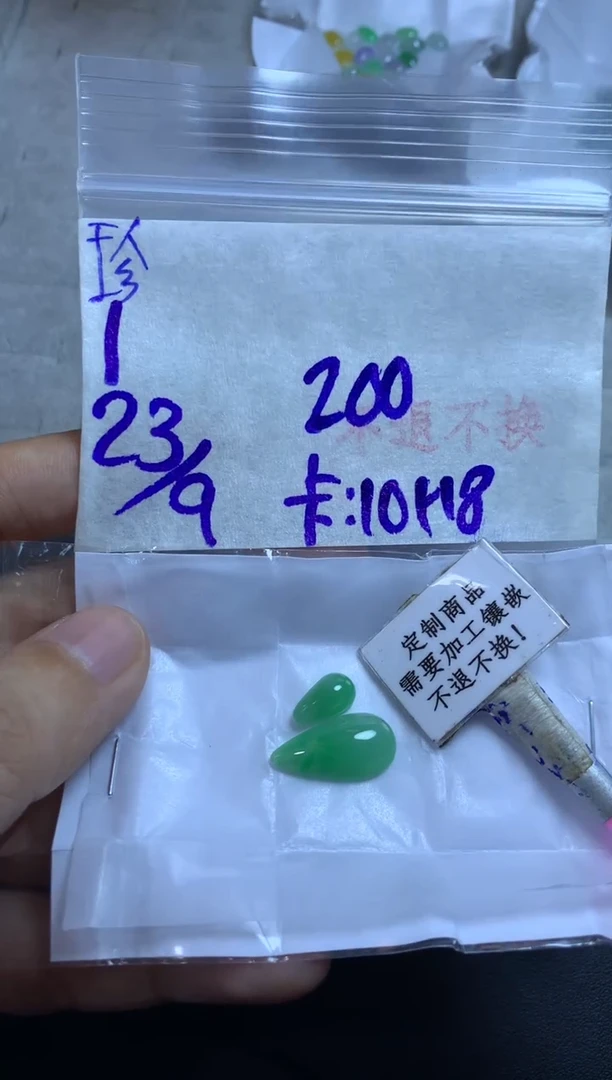 珍
1
23/9
200
不退不换
卡:10H18
定制商品
需要加工镶嵌
不退不换!